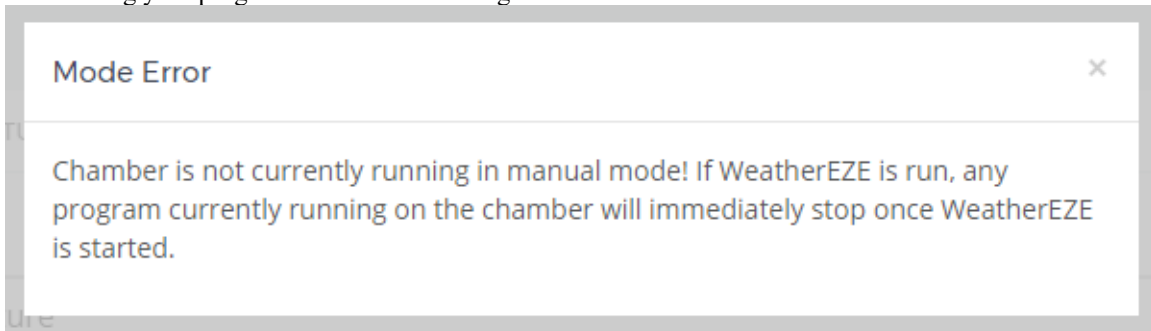 Mode Error ×
Chamber is not currently running in manual mode! If WeatherEZE is run, any
program currently running on the chamber will immediately stop once WeatherEZE
is started.
ure